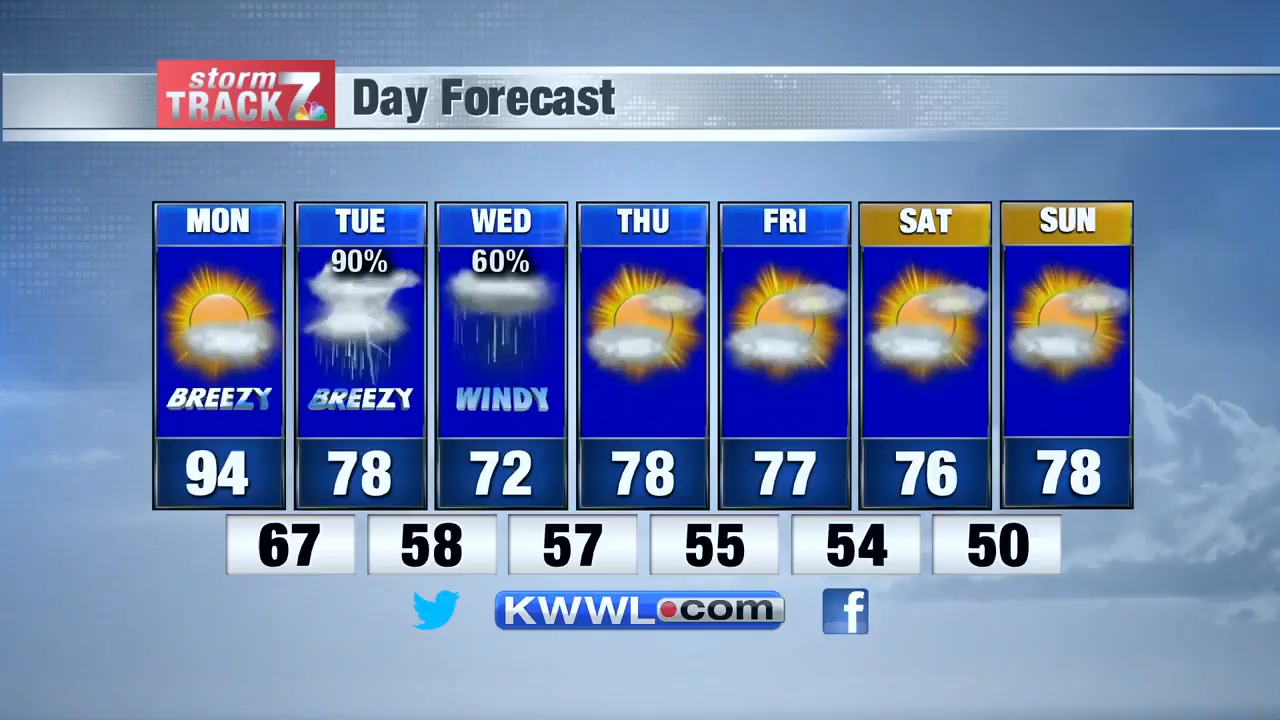 storm
TRACK 7 Day Forecast
MON TUE WED THU FRI SAT SUN
90% 60%
BREEZY BREEZY WINDY
94 78 72 78 77 76 78
67 58 57 55 54 50
KWWL.com f